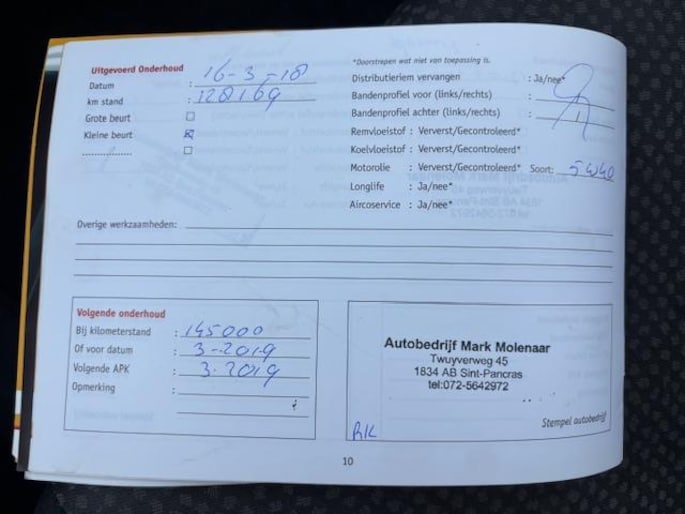 Uitgevoerd Onderhoud
Datum : 16-3-18
km stand : 128169
Grote beurt
Kleine beurt
..................
*Doorstrepen wat niet van toepassing is.
Distributieriem vervangen : Ja/nee*
Bandenprofiel voor (links/rechts) :
Bandenprofiel achter (links/rechts) :
Remvloeistof : Ververst/Gecontroleerd*
Koelvloeistof : Ververst/Gecontroleerd*
Motorolie : Ververst/Gecontroleerd* Soort: 5W40
Longlife : Ja/nee*
Aircoservice : Ja/nee*
Overige werkzaamheden:
Volgende onderhoud
Bij kilometerstand : 145000
Of voor datum : 3-2019
Volgende APK : 3-2019
Opmerking :
Autobedrijf Mark Molenaar
Twuyverweg 45
1834 AB Sint-Pancras
tel:072-5642972
Stempel autobedrijf
RK
10